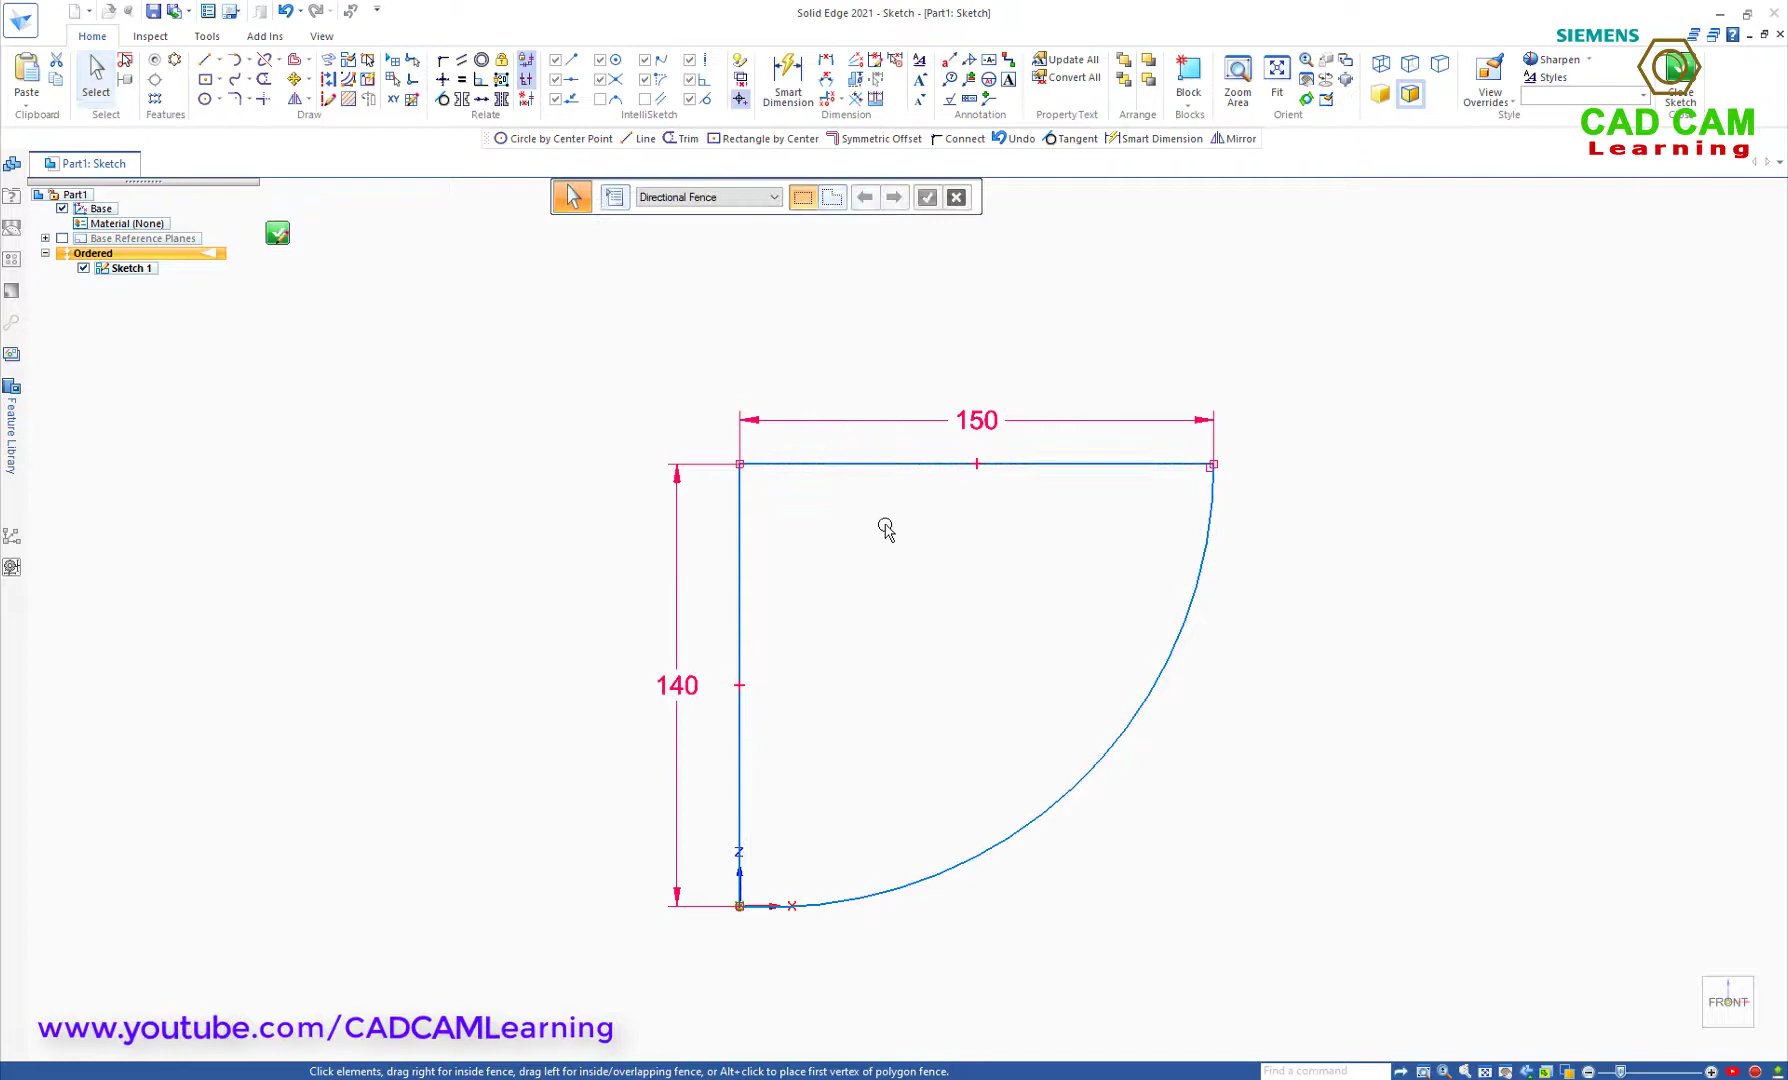 Solid Edge 2021 - Sketch - [Part1: Sketch]
Home Inspect Tools Add Ins View
SIEMENS
Paste
Select
Smart Dimension
Update All
Convert All
Block
Zoom Area
Fit
View Overrides
Sharpen
Styles
Close Sketch
Clipboard Select Features Draw Relate IntelliSketch Dimension Annotation Property Text Arrange Blocks Orient Style
CAD CAM
Learning
Circle by Center Point Line Trim Rectangle by Center Symmetric Offset Connect Undo Tangent Smart Dimension Mirror
Part1: Sketch
Part1
Base
Material (None)
Base Reference Planes
Ordered
Sketch 1
Directional Fence
Feature Library
150
140
Z
X
FRONT
www.youtube.com/CADCAMLearning
Click elements, drag right for inside fence, drag left for inside/overlapping fence, or Alt+click to place first vertex of polygon fence.
Find a command